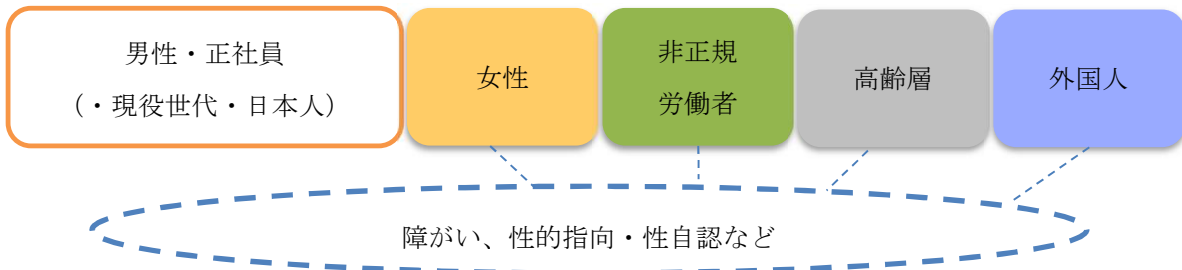 男性・正社員
（・現役世代・日本人）
女性
非正規
労働者
高齢層
外国人
障がい、性的指向・性自認など